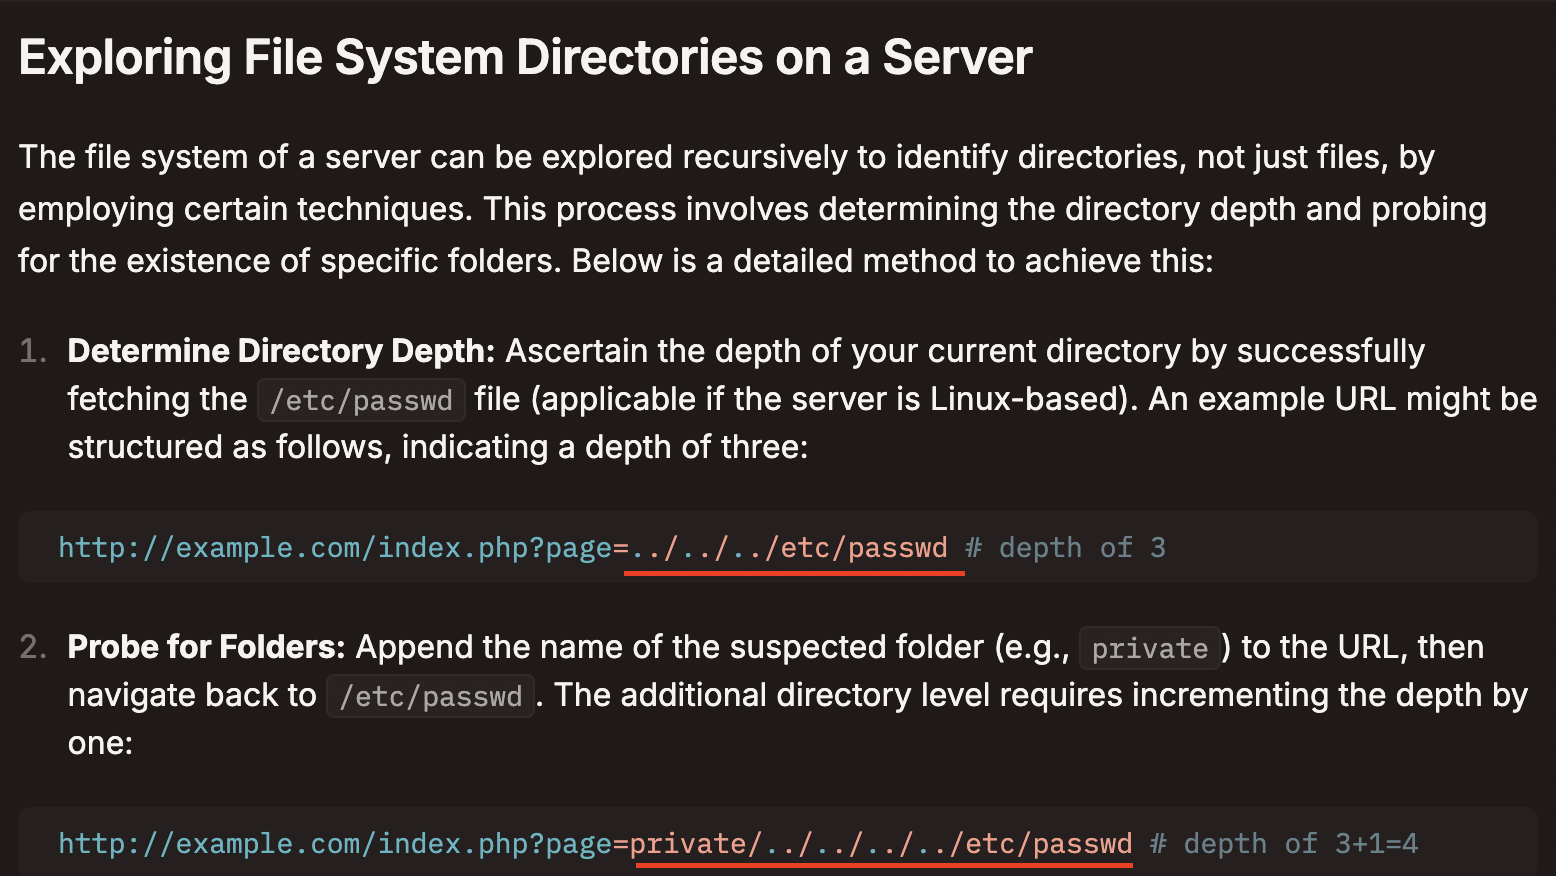 Exploring File System Directories on a Server
The file system of a server can be explored recursively to identify directories, not just files, by
employing certain techniques. This process involves determining the directory depth and probing
for the existence of specific folders. Below is a detailed method to achieve this:
1. Determine Directory Depth: Ascertain the depth of your current directory by successfully
fetching the /etc/passwd file (applicable if the server is Linux-based). An example URL might be
structured as follows, indicating a depth of three:
http://example.com/index.php?page=../../../etc/passwd # depth of 3
2. Probe for Folders: Append the name of the suspected folder (e.g., private) to the URL, then
navigate back to /etc/passwd. The additional directory level requires incrementing the depth by
one:
http://example.com/index.php?page=private/../../../../etc/passwd # depth of 3+1=4